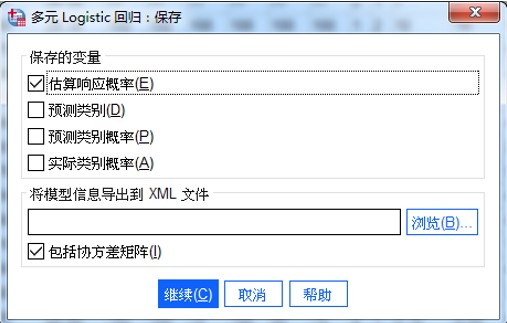 多元 Logistic 回归：保存
保存的变量
估算响应概率(E)
预测类别(D)
预测类别概率(P)
实际类别概率(A)
将模型信息导出到 XML 文件
浏览(B)...
包括协方差矩阵(I)
继续(C) 取消 帮助